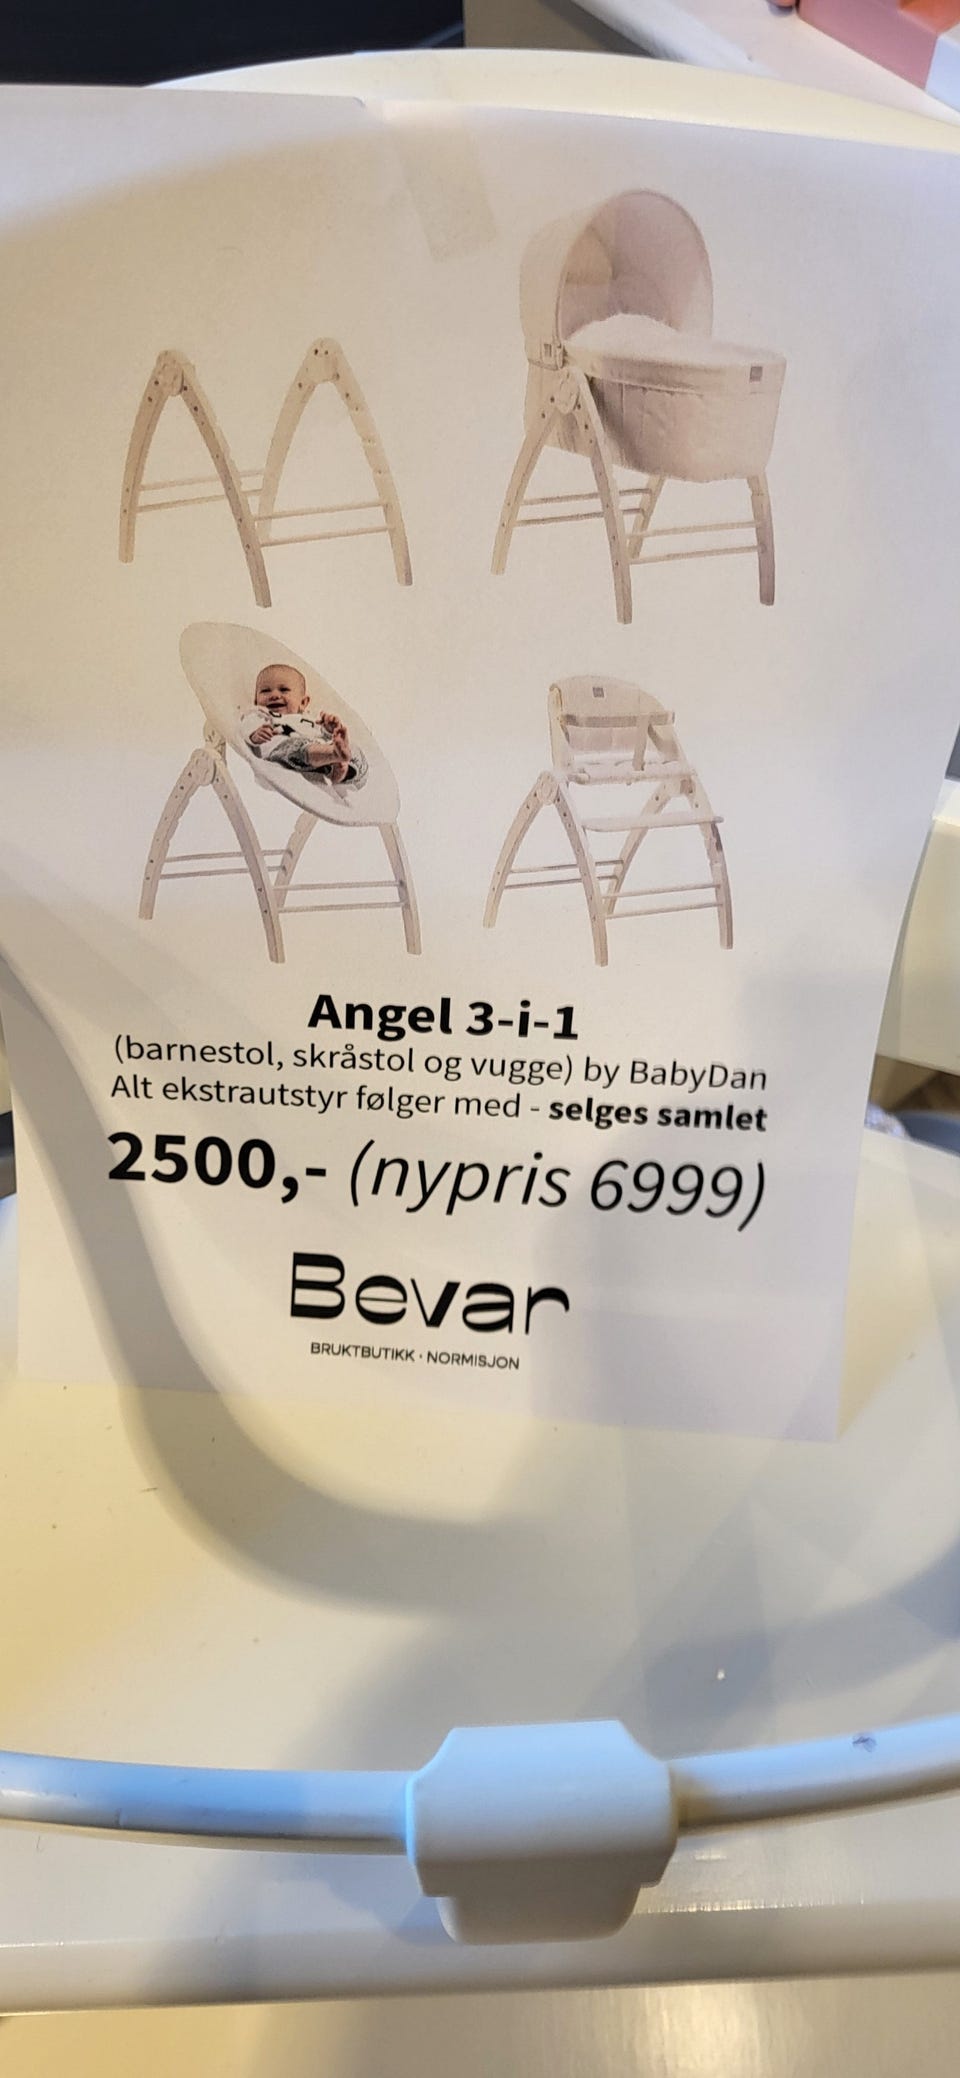 Angel 3-i-1
(barnestol, skråstol og vugge) by BabyDan
Alt ekstrautstyr følger med - selges samlet
2500,- (nypris 6999)
Bevar
BRUKTBUTIKK · NORMISJON